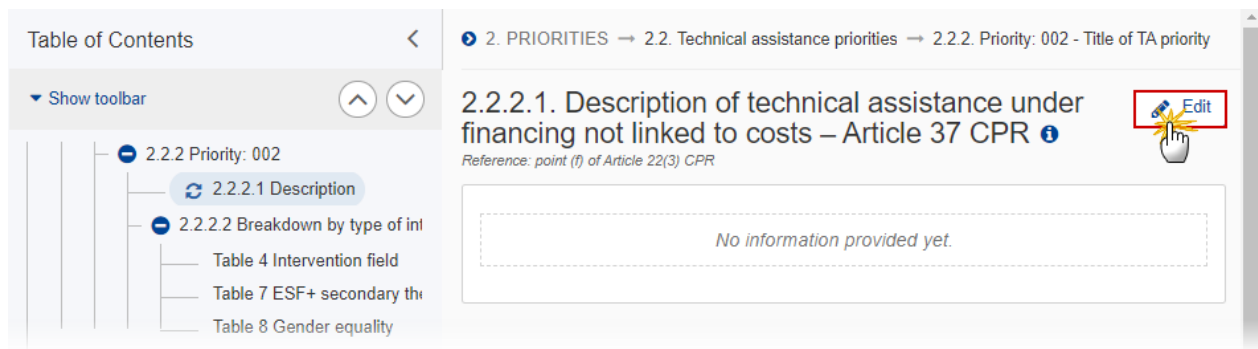 Table of Contents
2. PRIORITIES → 2.2. Technical assistance priorities → 2.2.2. Priority: 002 - Title of TA priority
Show toolbar
2.2.2 Priority: 002
2.2.2.1 Description
2.2.2.2 Breakdown by type of int
Table 4 Intervention field
Table 7 ESF+ secondary the
Table 8 Gender equality
2.2.2.1. Description of technical assistance under
financing not linked to costs – Article 37 CPR
Edit
Reference: point (f) of Article 22(3) CPR
No information provided yet.